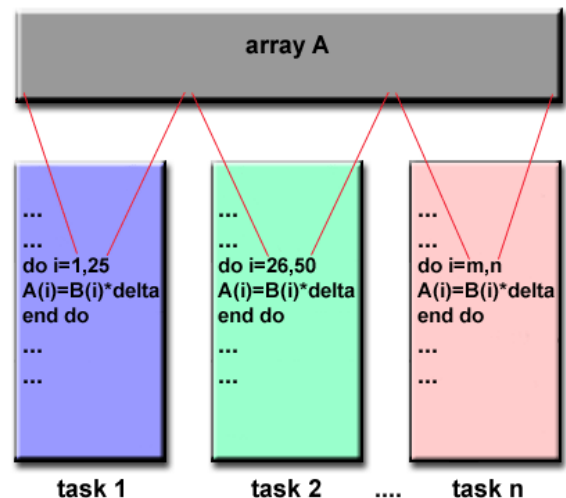 array A
...
...
do i=1,25
A(i)=B(i)*delta
end do
...
...
...
...
do i=26,50
A(i)=B(i)*delta
end do
...
...
...
...
do i=m,n
A(i)=B(i)*delta
end do
...
...
task 1 task 2 .... task n